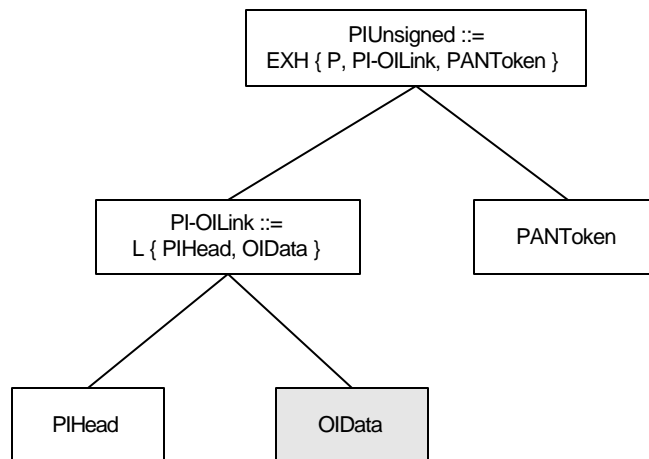 PIUnsigned ::=
EXH { P, PI-OILink, PANToken }
PI-OILink ::=
L { PIHead, OIData }
PANToken
PIHead
OIData